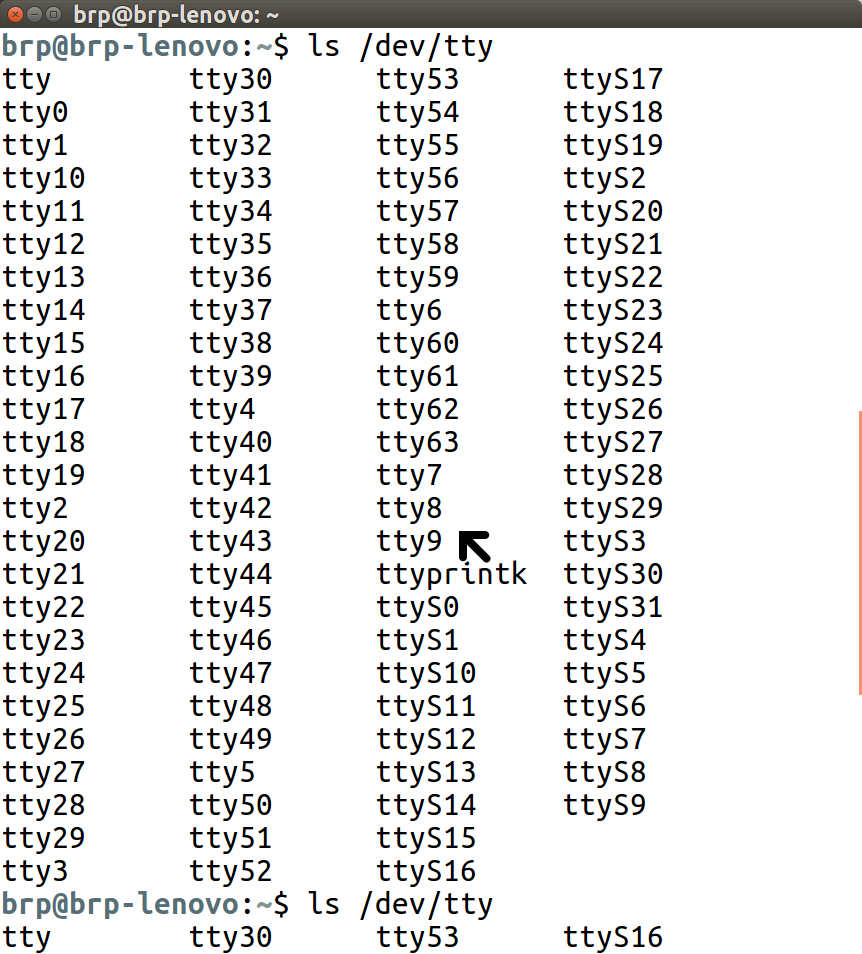 brp@brp-lenovo: ~
brp@brp-lenovo:~$ ls /dev/tty
tty tty30 tty53 ttyS17
tty0 tty31 tty54 ttyS18
tty1 tty32 tty55 ttyS19
tty10 tty33 tty56 ttyS2
tty11 tty34 tty57 ttyS20
tty12 tty35 tty58 ttyS21
tty13 tty36 tty59 ttyS22
tty14 tty37 tty6 ttyS23
tty15 tty38 tty60 ttyS24
tty16 tty39 tty61 ttyS25
tty17 tty4 tty62 ttyS26
tty18 tty40 tty63 ttyS27
tty19 tty41 tty7 ttyS28
tty2 tty42 tty8 ttyS29
tty20 tty43 tty9 ttyS3
tty21 tty44 ttyprintk ttyS30
tty22 tty45 ttyS0 ttyS31
tty23 tty46 ttyS1 ttyS4
tty24 tty47 ttyS10 ttyS5
tty25 tty48 ttyS11 ttyS6
tty26 tty49 ttyS12 ttyS7
tty27 tty5 ttyS13 ttyS8
tty28 tty50 ttyS14 ttyS9
tty29 tty51 ttyS15
tty3 tty52 ttyS16
brp@brp-lenovo:~$ ls /dev/tty
tty tty30 tty53 ttyS16